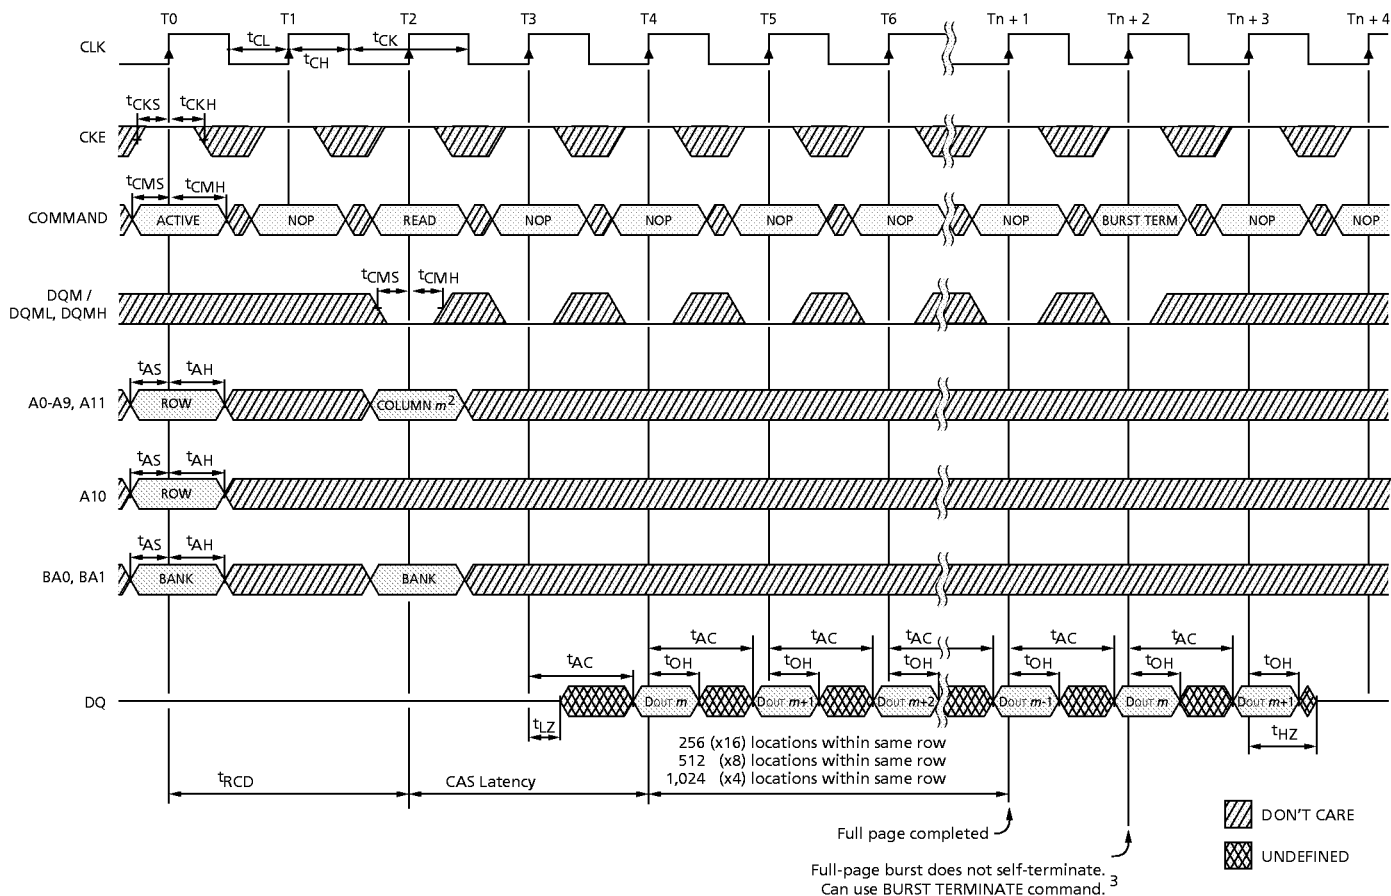 T0 T1 T2 T3 T4 T5 T6 Tn + 1 Tn + 2 Tn + 3 Tn + 4
CLK
tCL tCK
tCH
tCKS tCKH
CKE
tCMS tCMH
COMMAND ACTIVE NOP READ NOP NOP NOP NOP NOP BURST TERM NOP NOP
tCMS tCMH
DQM /
DQML, DQMH
tAS tAH
A0-A9, A11 ROW COLUMN m2
tAS tAH
A10 ROW
tAS tAH
BA0, BA1 BANK BANK
tAC tAC tAC tAC tAC
tAC tOH tOH tOH tOH tOH tOH
DQ DOUT m DOUT m+1 DOUT m+2 DOUT m-1 DOUT m DOUT m+1
tLZ tHZ
256 (x16) locations within same row
512 (x8) locations within same row
1,024 (x4) locations within same row
tRCD CAS Latency
Full page completed
Full-page burst does not self-terminate.
Can use BURST TERMINATE command. 3
DON'T CARE
UNDEFINED